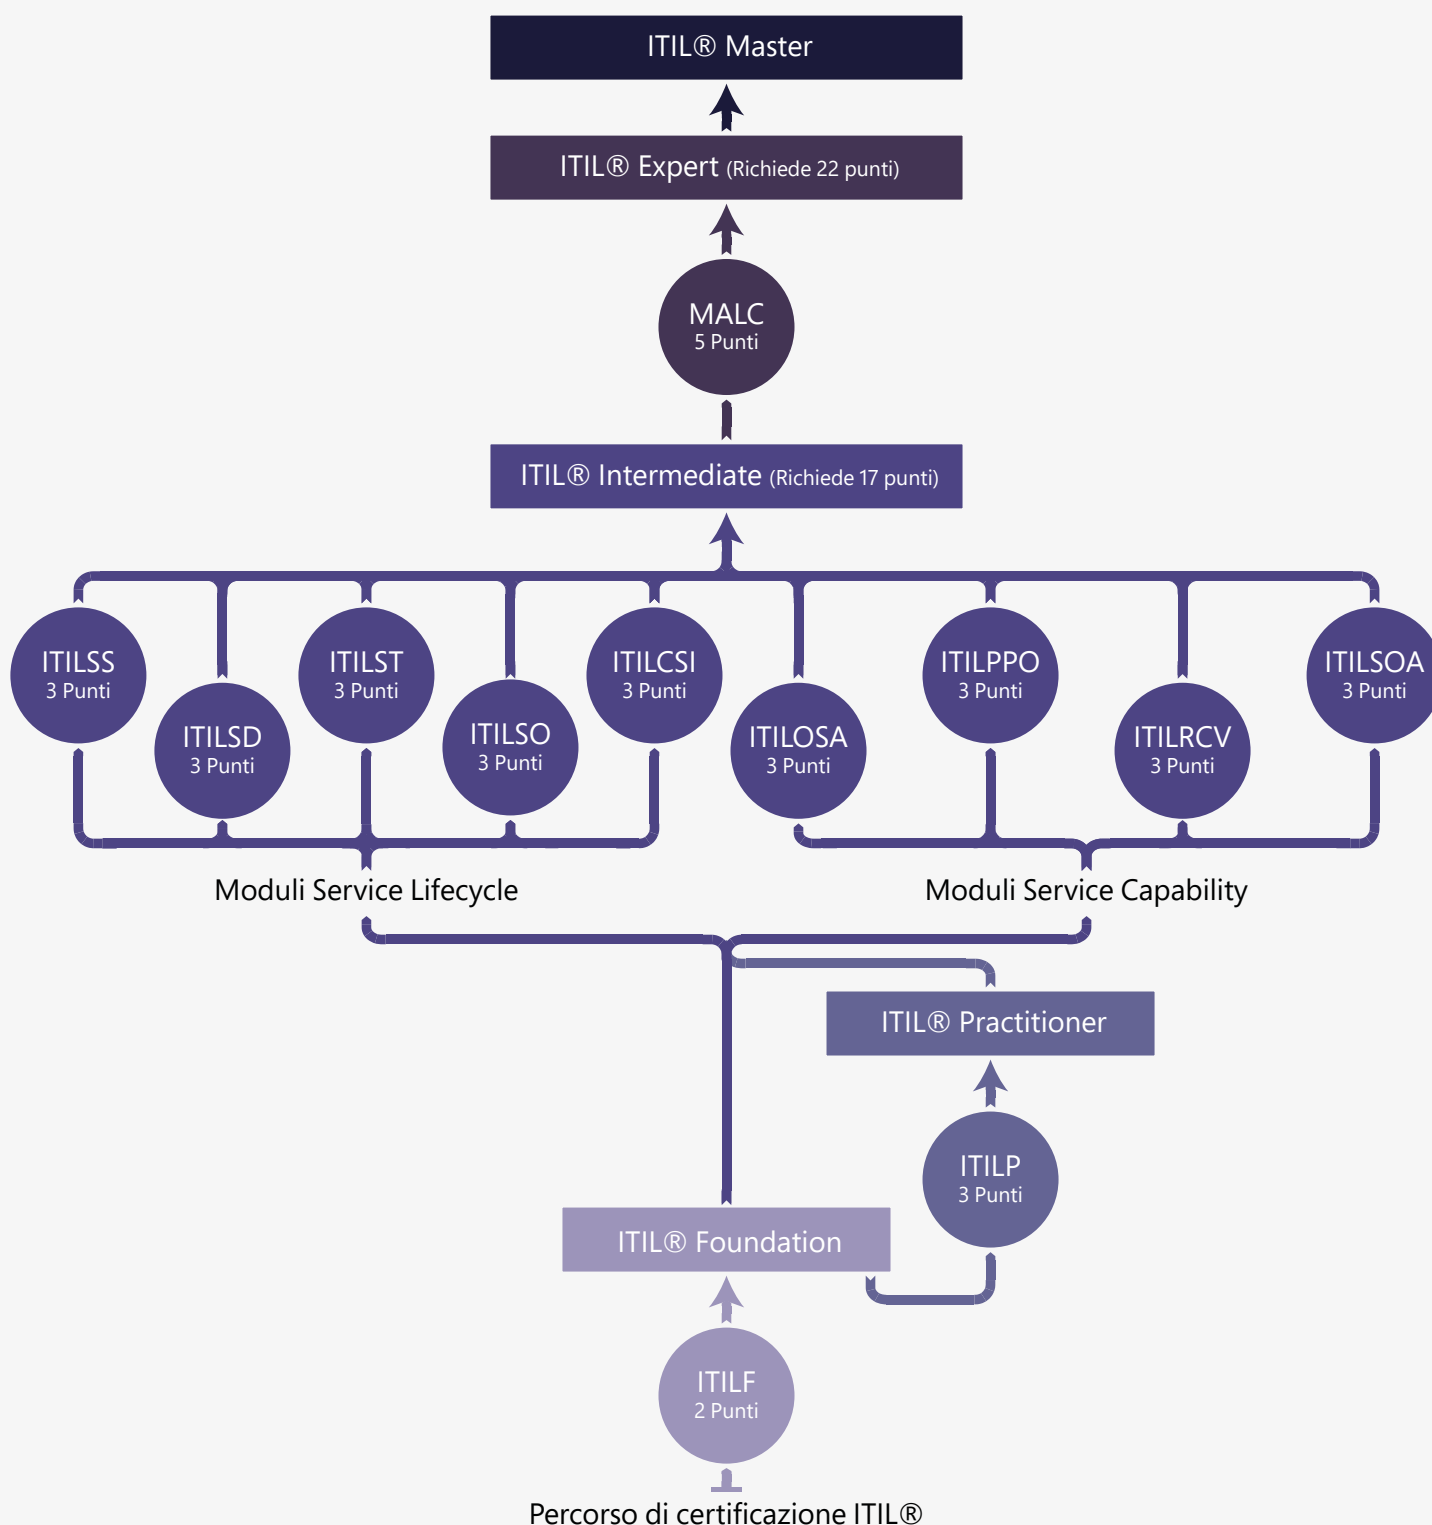 ITIL® Master
ITIL® Expert (Richiede 22 punti)
MALC
5 Punti
ITIL® Intermediate (Richiede 17 punti)
ITILSS
3 Punti
ITILSD
3 Punti
ITILST
3 Punti
ITILSO
3 Punti
ITILCSI
3 Punti
ITILOSA
3 Punti
ITILPPO
3 Punti
ITILRCV
3 Punti
ITILSOA
3 Punti
Moduli Service Lifecycle
Moduli Service Capability
ITIL® Practitioner
ITILP
3 Punti
ITIL® Foundation
ITILF
2 Punti
Percorso di certificazione ITIL®